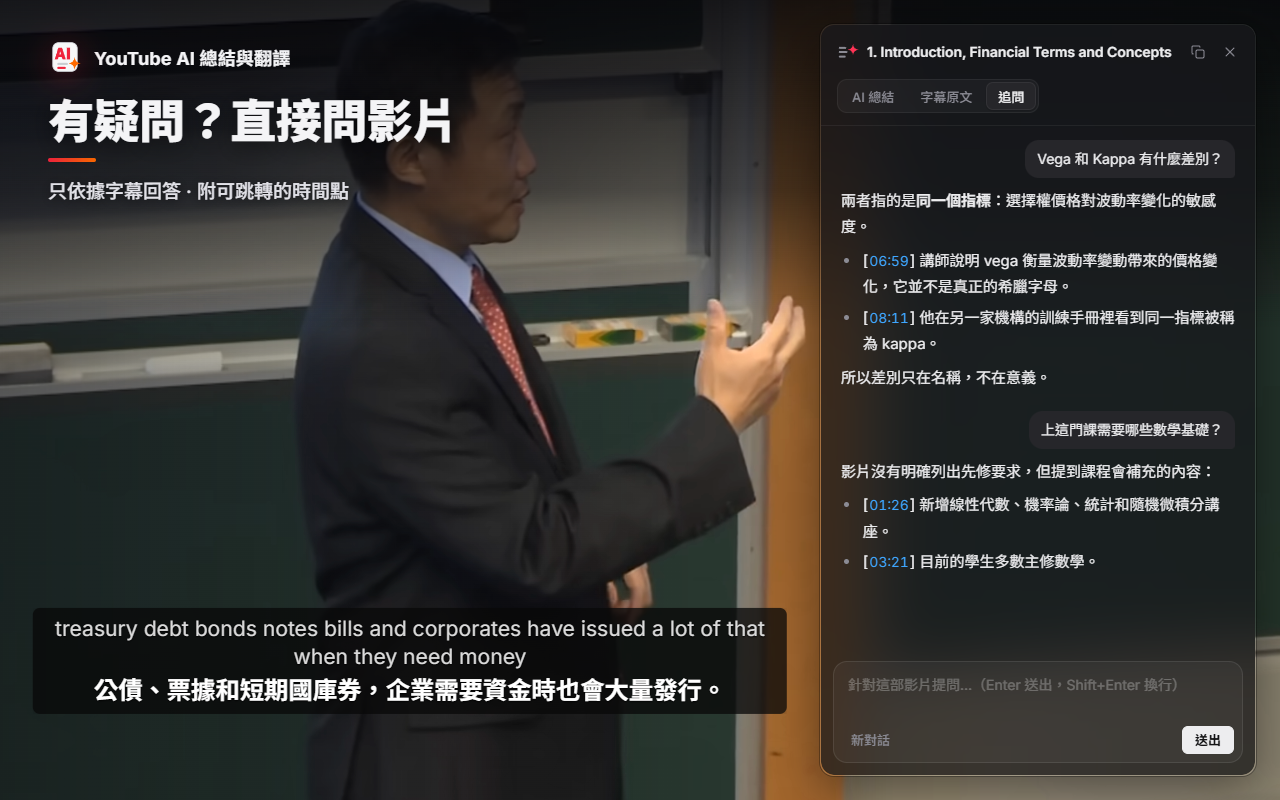 AI
YouTube AI 總結與翻譯
有疑問？直接問影片
只依據字幕回答 · 附可跳轉的時間點
1. Introduction, Financial Terms and Concepts
AI 總結 字幕原文 追問
Vega 和 Kappa 有什麼差別？
兩者指的是同一個指標：選擇權價格對波動率變化的敏感
度。
• [06:59] 講師說明 vega 衡量波動率變動帶來的價格變
化，它並不是真正的希臘字母。
• [08:11] 他在另一家機構的訓練手冊裡看到同一指標被稱
為 kappa。
所以差別只在名稱，不在意義。
上這門課需要哪些數學基礎？
影片沒有明確列出先修要求，但提到課程會補充的內容：
• [01:26] 新增線性代數、機率論、統計和隨機微積分講
座。
• [03:21] 目前的學生多數主修數學。
針對這部影片提問...（Enter 送出，Shift+Enter 換行）
新對話 送出
treasury debt bonds notes bills and corporates have issued a lot of that
when they need money
公債、票據和短期國庫券，企業需要資金時也會大量發行。